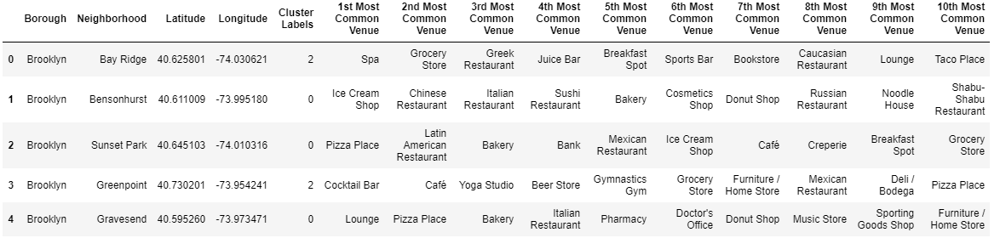 Borough Neighborhood Latitude Longitude Cluster Labels 1st Most Common Venue 2nd Most Common Venue 3rd Most Common Venue 4th Most Common Venue 5th Most Common Venue 6th Most Common Venue 7th Most Common Venue 8th Most Common Venue 9th Most Common Venue 10th Most Common Venue
0 Brooklyn Bay Ridge 40.625801 -74.030621 2 Spa Grocery Store Greek Restaurant Juice Bar Breakfast Spot Sports Bar Bookstore Caucasian Restaurant Lounge Taco Place
1 Brooklyn Bensonhurst 40.611009 -73.995180 0 Ice Cream Shop Chinese Restaurant Italian Restaurant Sushi Restaurant Bakery Cosmetics Shop Donut Shop Russian Restaurant Noodle House Shabu-Shabu Restaurant
2 Brooklyn Sunset Park 40.645103 -74.010316 0 Pizza Place Latin American Restaurant Bakery Bank Mexican Restaurant Ice Cream Shop Café Creperie Breakfast Spot Grocery Store
3 Brooklyn Greenpoint 40.730201 -73.954241 2 Cocktail Bar Café Yoga Studio Beer Store Gymnastics Gym Grocery Store Furniture / Home Store Mexican Restaurant Deli / Bodega Pizza Place
4 Brooklyn Gravesend 40.595260 -73.973471 0 Lounge Pizza Place Bakery Italian Restaurant Pharmacy Doctor's Office Donut Shop Music Store Sporting Goods Shop Furniture / Home Store